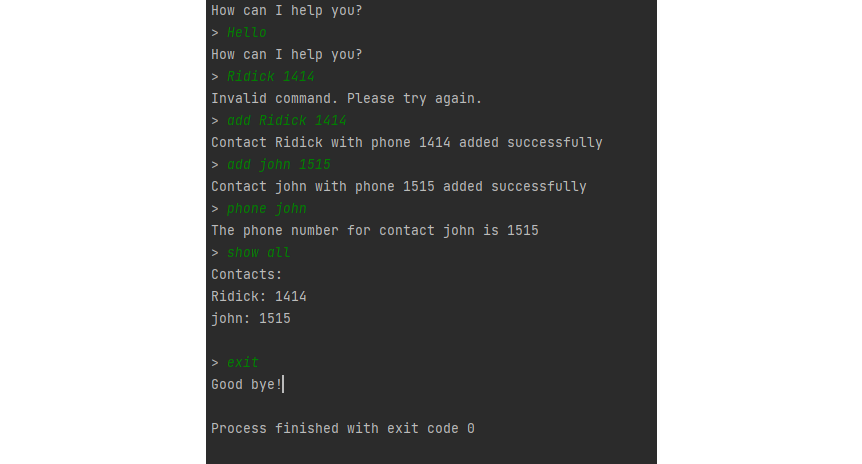 How can I help you?
> Hello
How can I help you?
> Ridick 1414
Invalid command. Please try again.
> add Ridick 1414
Contact Ridick with phone 1414 added successfully
> add john 1515
Contact john with phone 1515 added successfully
> phone john
The phone number for contact john is 1515
> show all
Contacts:
Ridick: 1414
john: 1515
> exit
Good bye!
Process finished with exit code 0